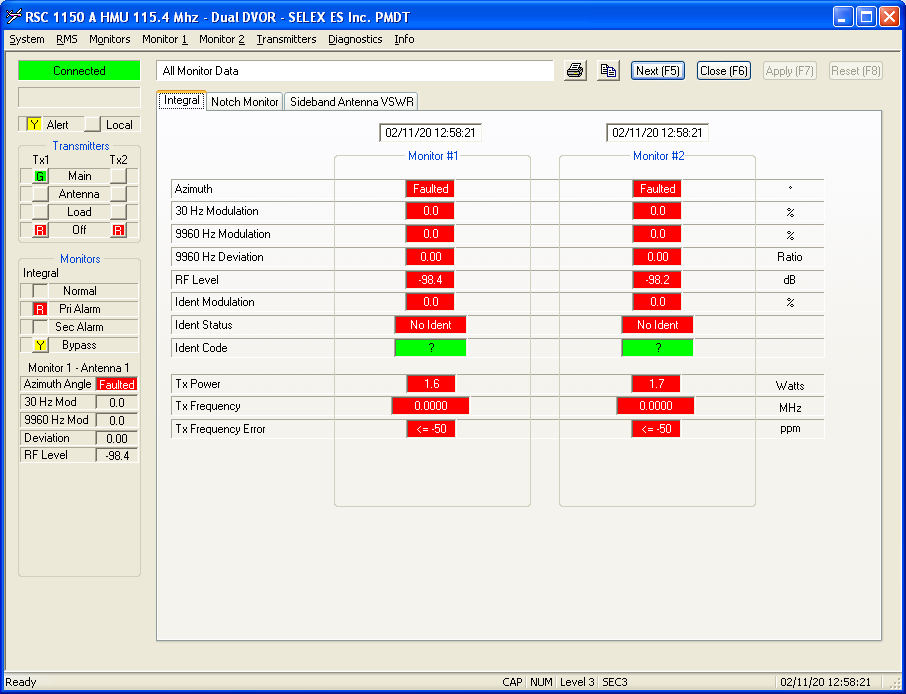 RSC 1150 A HMU 115.4 Mhz - Dual DVOR - SELEX ES Inc. PMDT
System RMS Monitors Monitor 1 Monitor 2 Transmitters Diagnostics Info
Connected
All Monitor Data
Next (F5) Close (F6) Apply (F7) Reset (F8)
Y Alert Local
Transmitters
Tx1 Tx2
G Main
Antenna
Load
R Off R
Monitors
Integral
Normal
R Pri Alarm
Sec Alarm
Y Bypass
Monitor 1 - Antenna 1
Azimuth Angle Faulted
30 Hz Mod 0.0
9960 Hz Mod 0.0
Deviation 0.00
RF Level -98.4
Integral Notch Monitor Sideband Antenna VSWR
02/11/20 12:58:21 02/11/20 12:58:21
Monitor #1 Monitor #2
Azimuth Faulted Faulted °
30 Hz Modulation 0.0 0.0 %
9960 Hz Modulation 0.0 0.0 %
9960 Hz Deviation 0.00 0.00 Ratio
RF Level -98.4 -98.2 dB
Ident Modulation 0.0 0.0 %
Ident Status No Ident No Ident
Ident Code ? ?
Tx Power 1.6 1.7 Watts
Tx Frequency 0.0000 0.0000 MHz
Tx Frequency Error <= -50 <= -50 ppm
Ready CAP NUM Level 3 SEC3 02/11/20 12:58:21